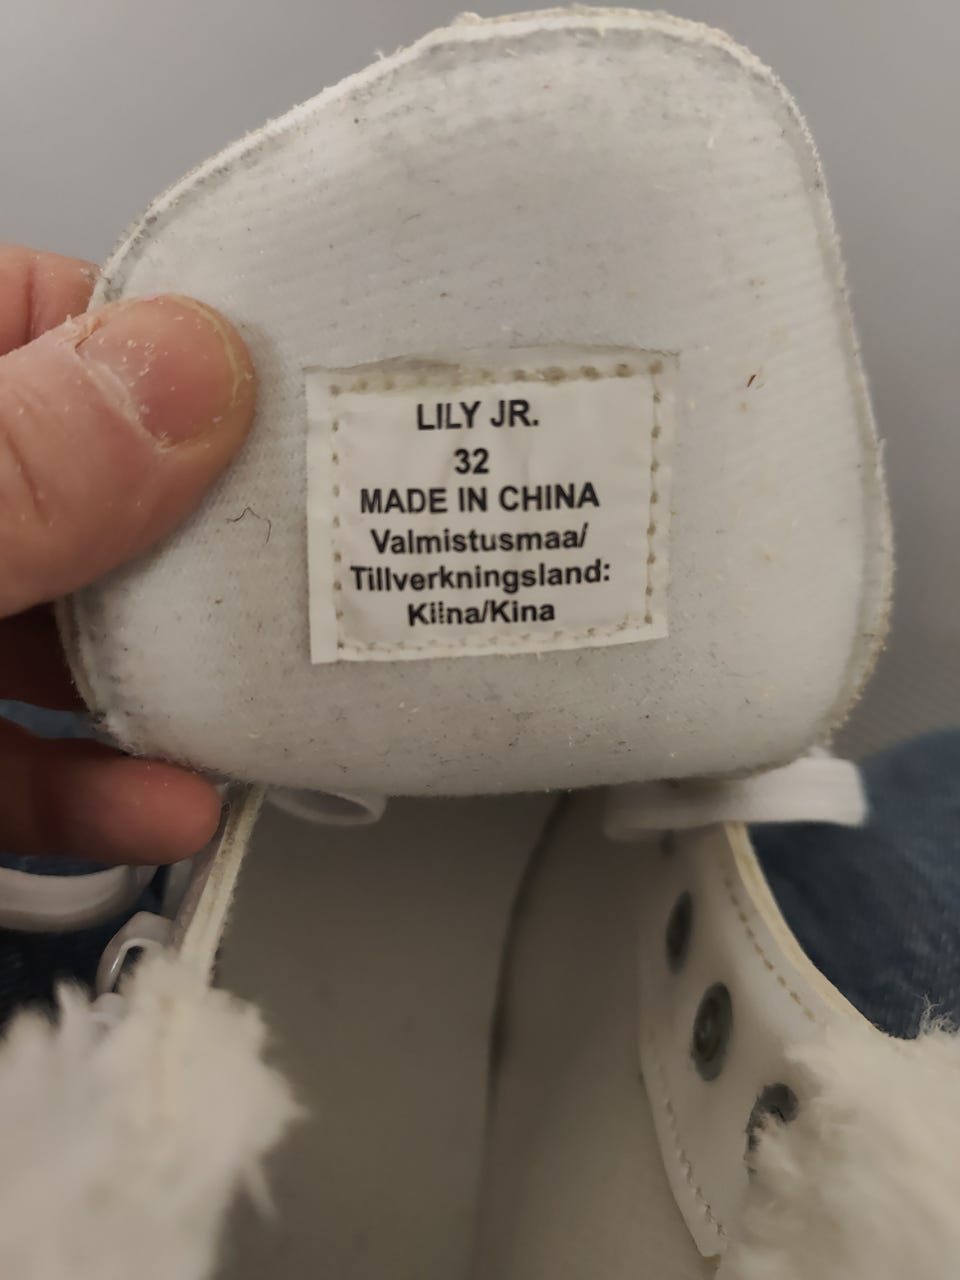 LILY JR.
32
MADE IN CHINA
Valmistusmaa/
Tillverkningsland:
Kiina/Kina